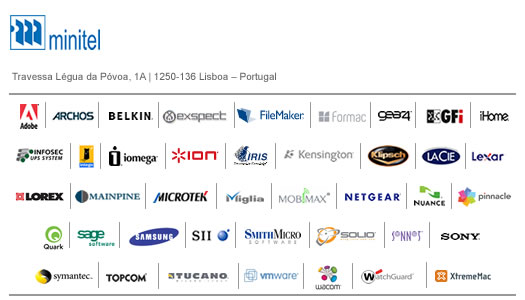 minitel
Travessa Légua da Póvoa, 1A | 1250-136 Lisboa – Portugal
Adobe ARCHOS BELKIN. exspect FileMaker. formac gear4 GFi iHome.
INFOSEC UPS SYSTEM iomega XION IRIS Kensington Klipsch LACIE Lexar
LOREX MAINPINE MICROTEK Miglia MOBIMAX NETGEAR NUANCE pinnacle
Quark sage software SAMSUNG SII SMITHMICRO SOFTWARE SOLIO SONNET SONY
symantec. TOPCOM TUCANO vmware wacom WatchGuard XtremeMac